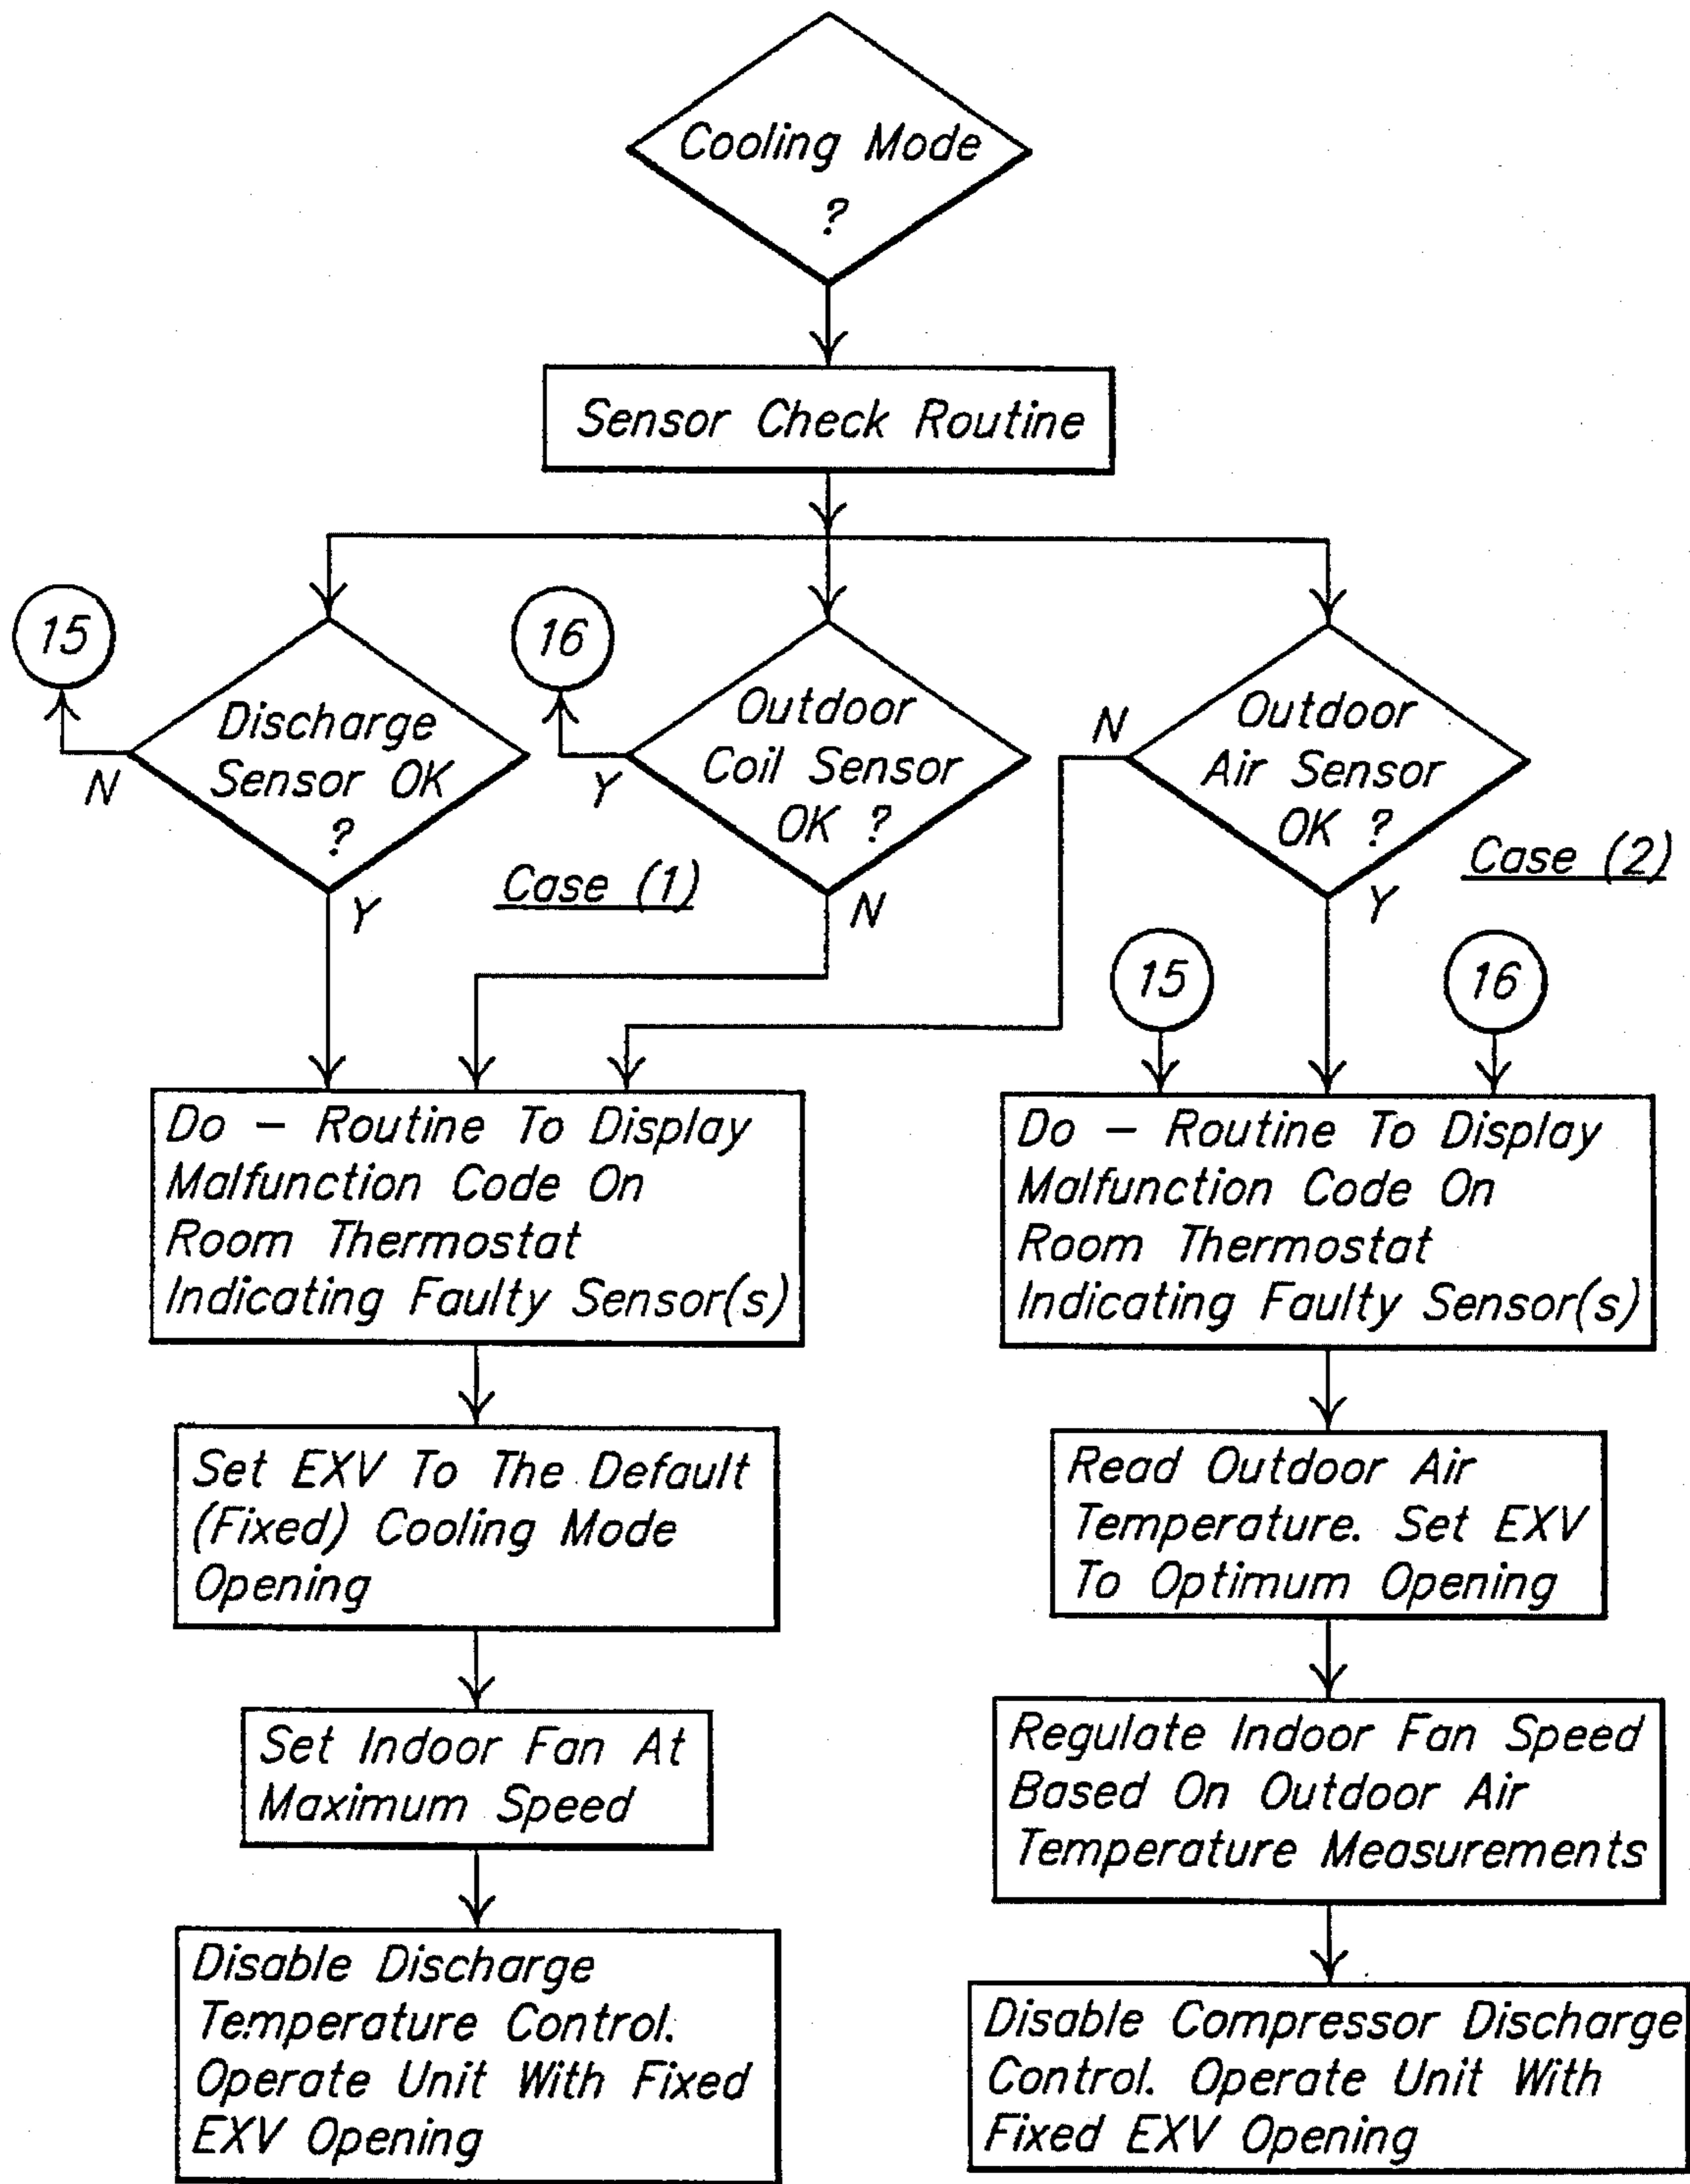 Cooling Mode
?
Sensor Check Routine
15
16
Discharge
Sensor OK
?
N
Y
Outdoor
Coil Sensor
OK ?
Y
N
Outdoor
Air Sensor
OK ?
N
Y
Case (1)
Case (2)
15
16
Do – Routine To Display
Malfunction Code On
Room Thermostat
Indicating Faulty Sensor(s)
Set EXV To The Default
(Fixed) Cooling Mode
Opening
Set Indoor Fan At
Maximum Speed
Disable Discharge
Temperature Control.
Operate Unit With Fixed
EXV Opening
Do – Routine To Display
Malfunction Code On
Room Thermostat
Indicating Faulty Sensor(s)
Read Outdoor Air
Temperature. Set EXV
To Optimum Opening
Regulate Indoor Fan Speed
Based On Outdoor Air
Temperature Measurements
Disable Compressor Discharge
Control. Operate Unit With
Fixed EXV Opening